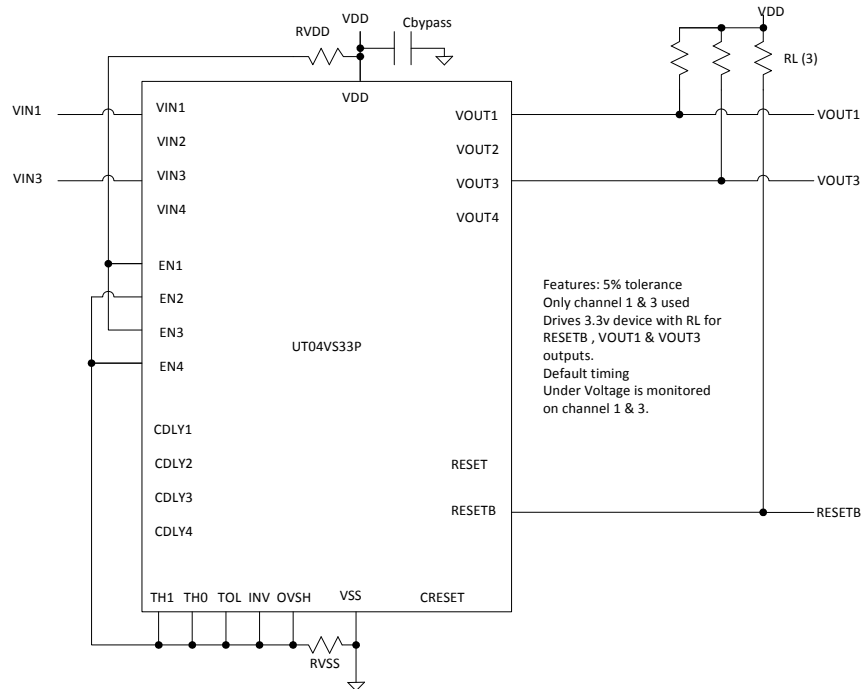 VDD
Cbypass
RVDD
VDD
RL (3)
VDD
VIN1
VIN1
VOUT1
VOUT1
VIN2
VOUT2
VIN3
VIN3
VOUT3
VOUT3
VIN4
VOUT4
EN1
EN2
EN3
EN4
UT04VS33P
Features: 5% tolerance
Only channel 1 & 3 used
Drives 3.3v device with RL for
RESETB , VOUT1 & VOUT3
outputs.
Default timing
Under Voltage is monitored
on channel 1 & 3.
CDLY1
CDLY2
CDLY3
CDLY4
RESET
RESETB
RESETB
TH1 TH0 TOL INV OVSH VSS CRESET
RVSS